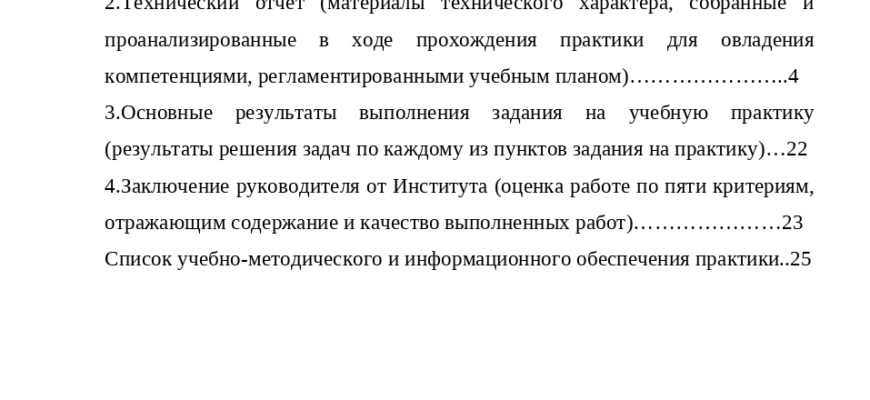 2.Технический отчет (материалы технического характера, собранные и
проанализированные в ходе прохождения практики для овладения
компетенциями, регламентированными учебным планом)…………………..4
3.Основные результаты выполнения задания на учебную практику
(результаты решения задач по каждому из пунктов задания на практику)…22
4.Заключение руководителя от Института (оценка работе по пяти критериям,
отражающим содержание и качество выполненных работ)…………………23
Список учебно-методического и информационного обеспечения практики..25